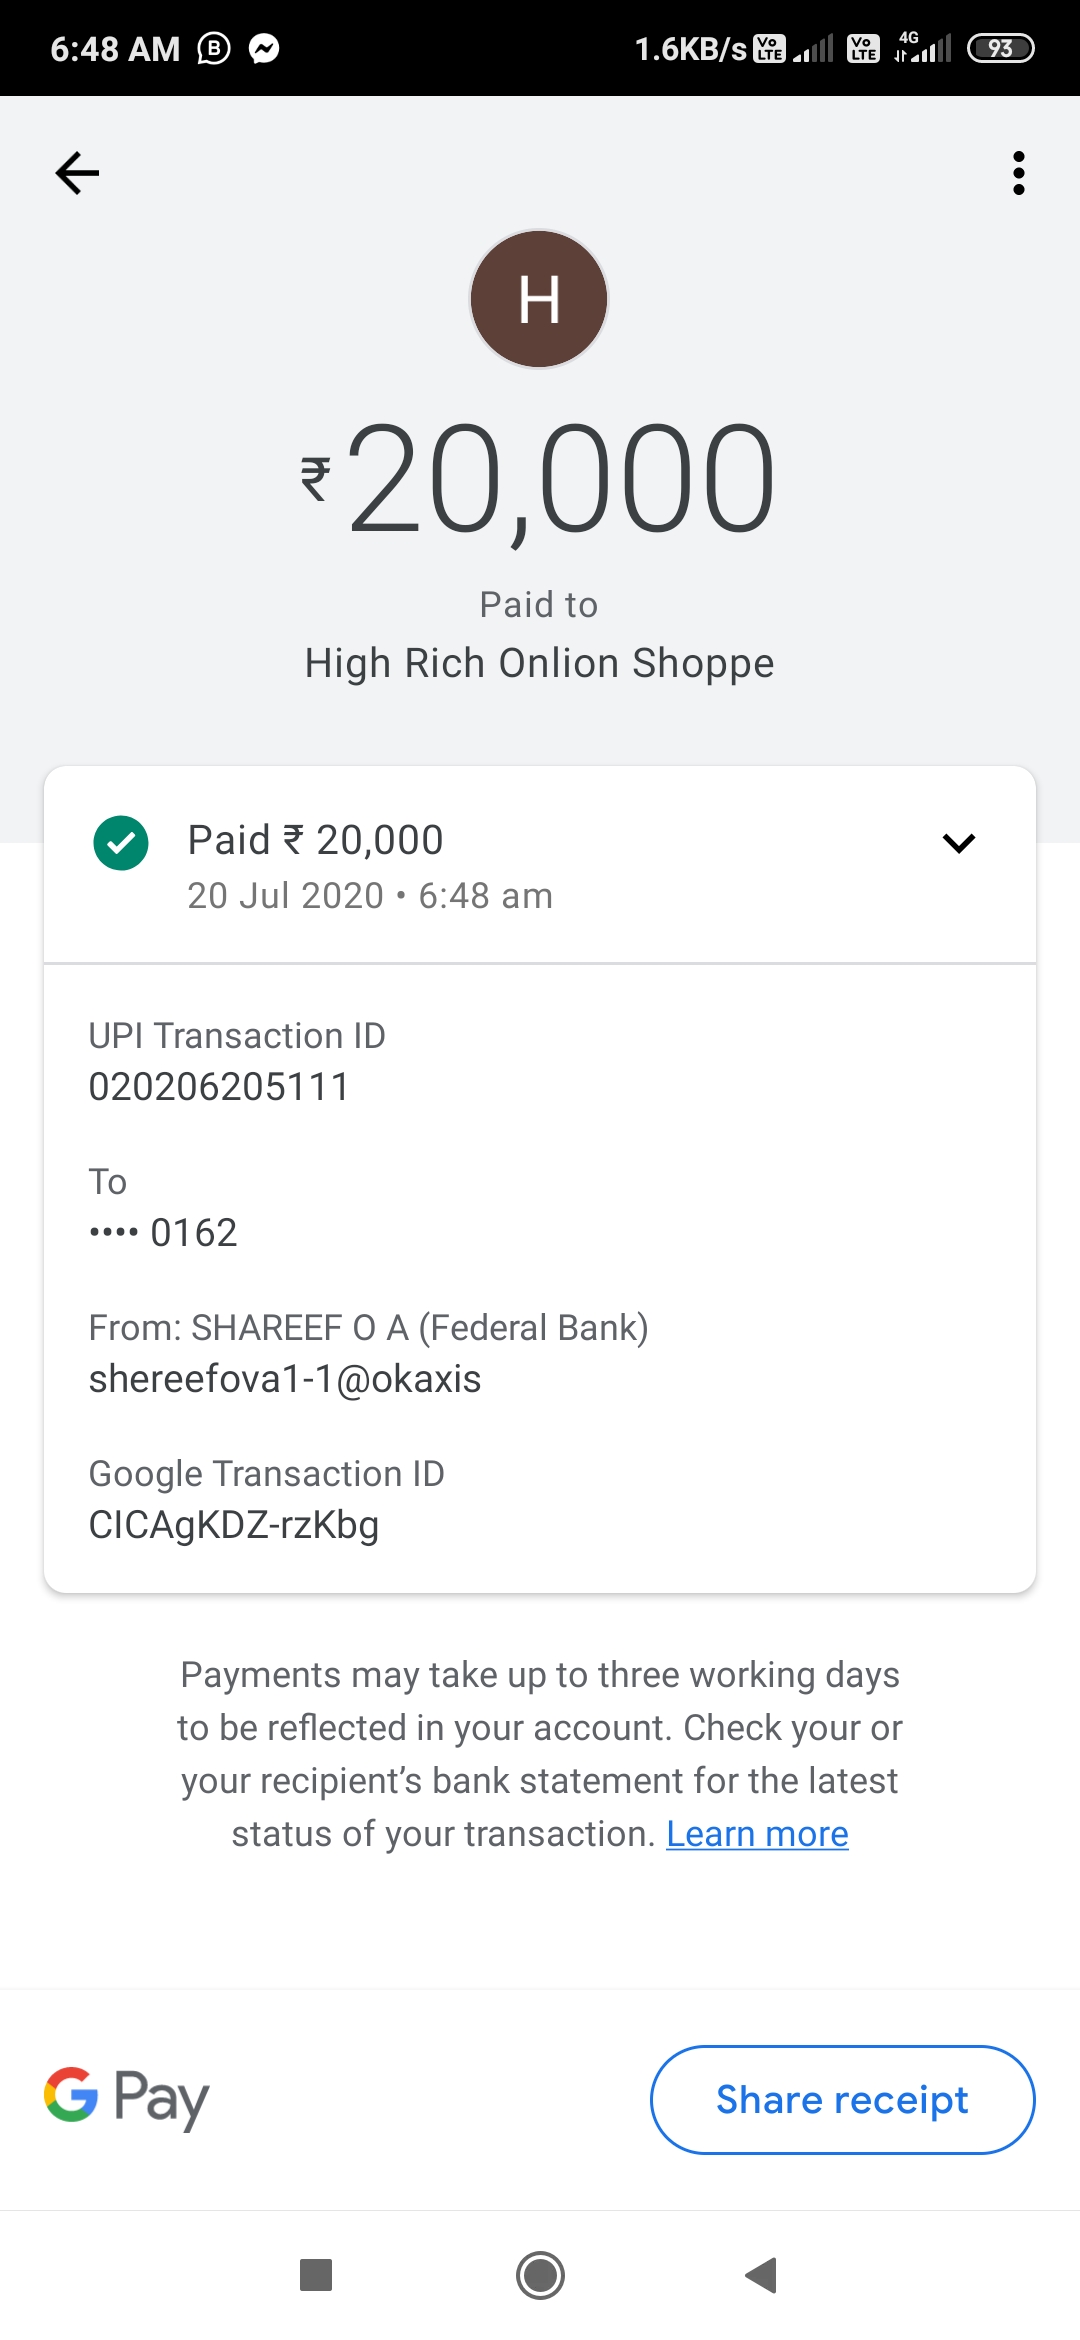 6:48 AM B 1.6KB/s Vo LTE Vo LTE 4G 93
H
₹20,000
Paid to
High Rich Onlion Shoppe
Paid ₹ 20,000
20 Jul 2020 • 6:48 am
UPI Transaction ID
020206205111
To
•••• 0162
From: SHAREEF O A (Federal Bank)
shereefova1-1@okaxis
Google Transaction ID
CICAgKDZ-rzKbg
Payments may take up to three working days
to be reflected in your account. Check your or
your recipient’s bank statement for the latest
status of your transaction. Learn more
G Pay
Share receipt